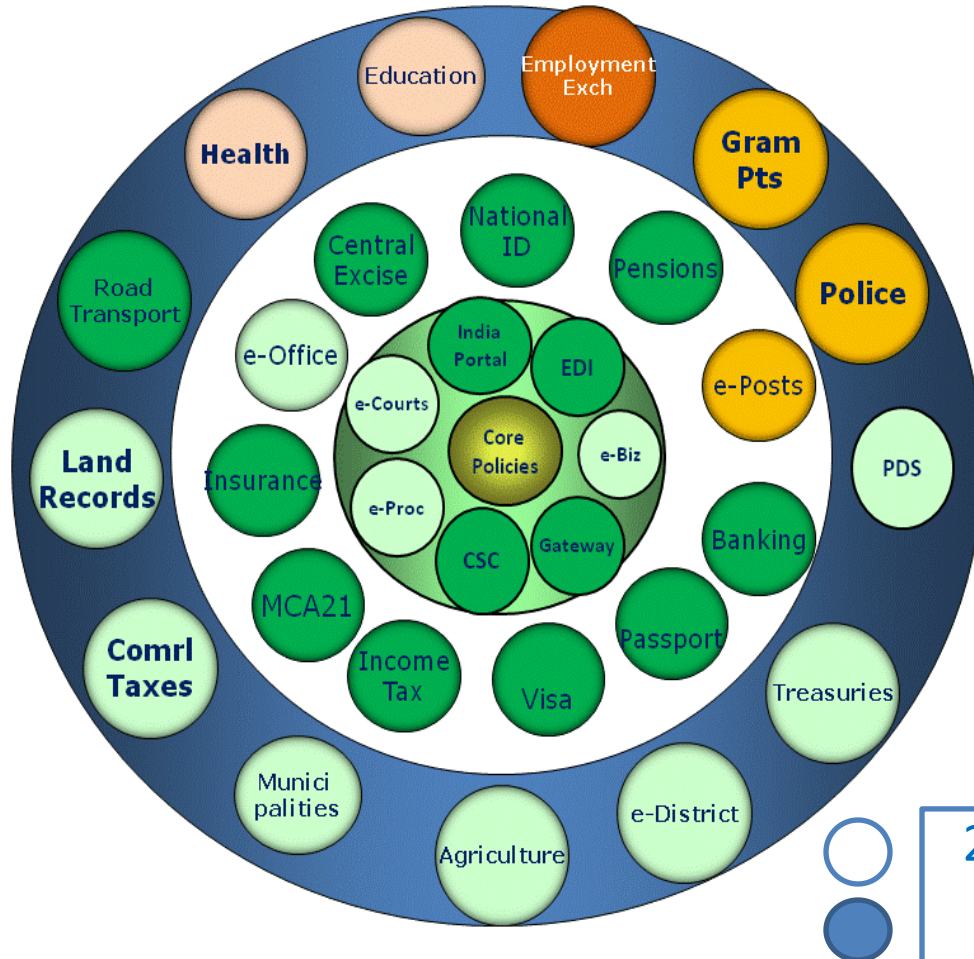 Education
Employment
Exch
Health
Gram
Pts
National
ID
Central
Excise
Pensions
Road
Transport
Police
India
Portal
e-Office
EDI
e-Posts
e-Courts
Core
Policies
e-Biz
Land
Records
PDS
Insurance
e-Proc
Banking
Gateway
CSC
MCA21
Passport
Comrl
Taxes
Income
Tax
Visa
Treasuries
Munici
palities
e-District
Agriculture